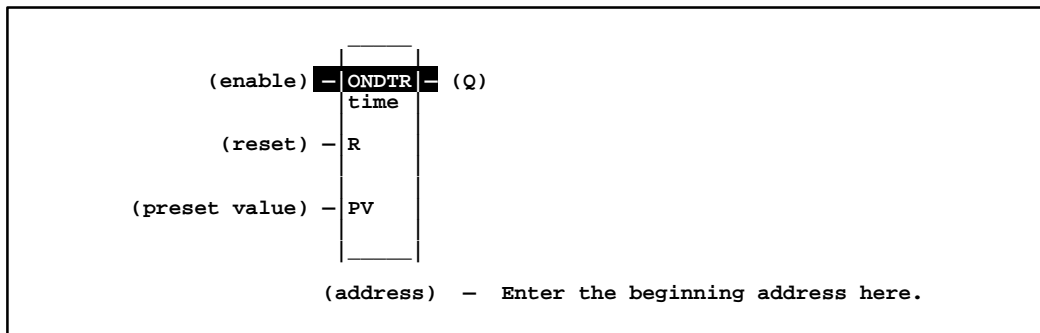 (enable) – ONDTR – (Q)
time
(reset) – R
(preset value) – PV
(address) – Enter the beginning address here.